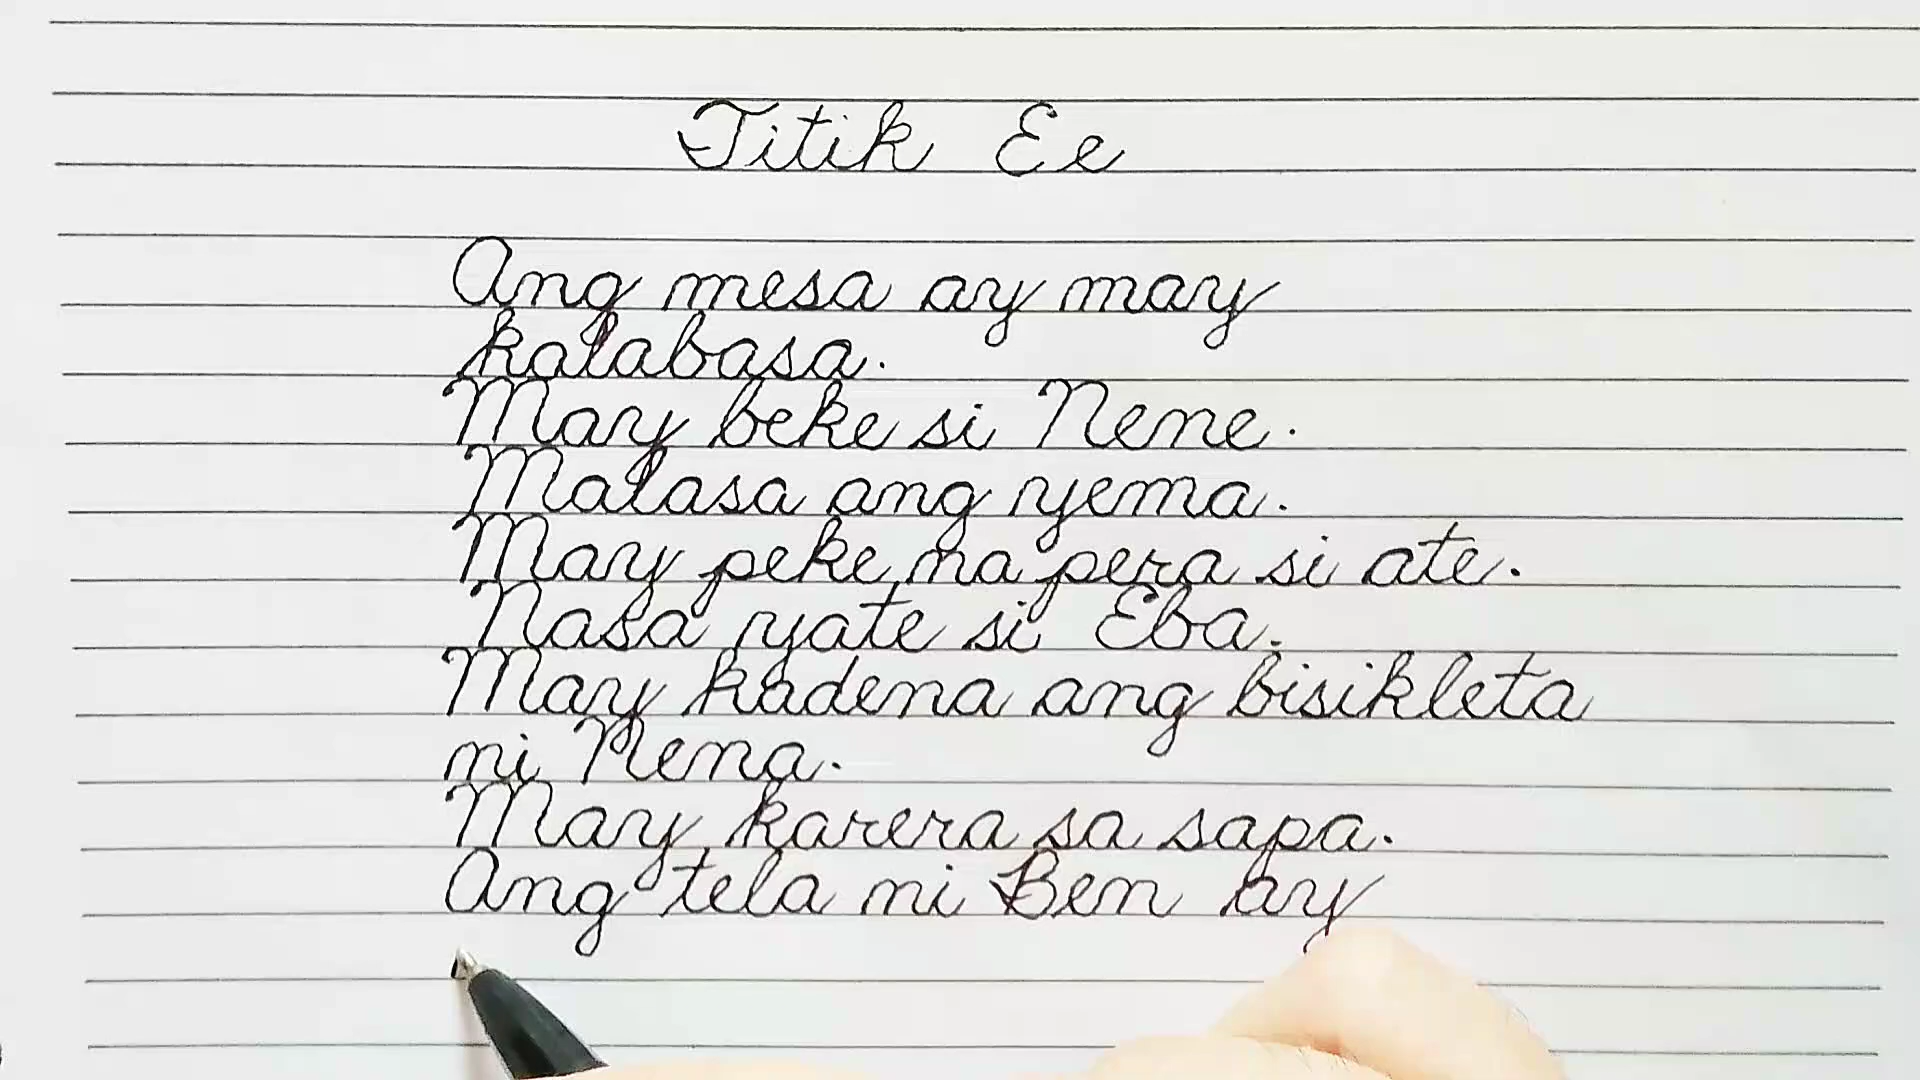 Titik Ee
Ang mesa ay may
kalabasa.
May beke si Nene.
Malasa ang yema.
May peke na pera si ate.
Nasa yate si Eba.
May kadena ang bisikleta
ni Nena.
May karera sa sapa.
Ang tela ni Ben ay